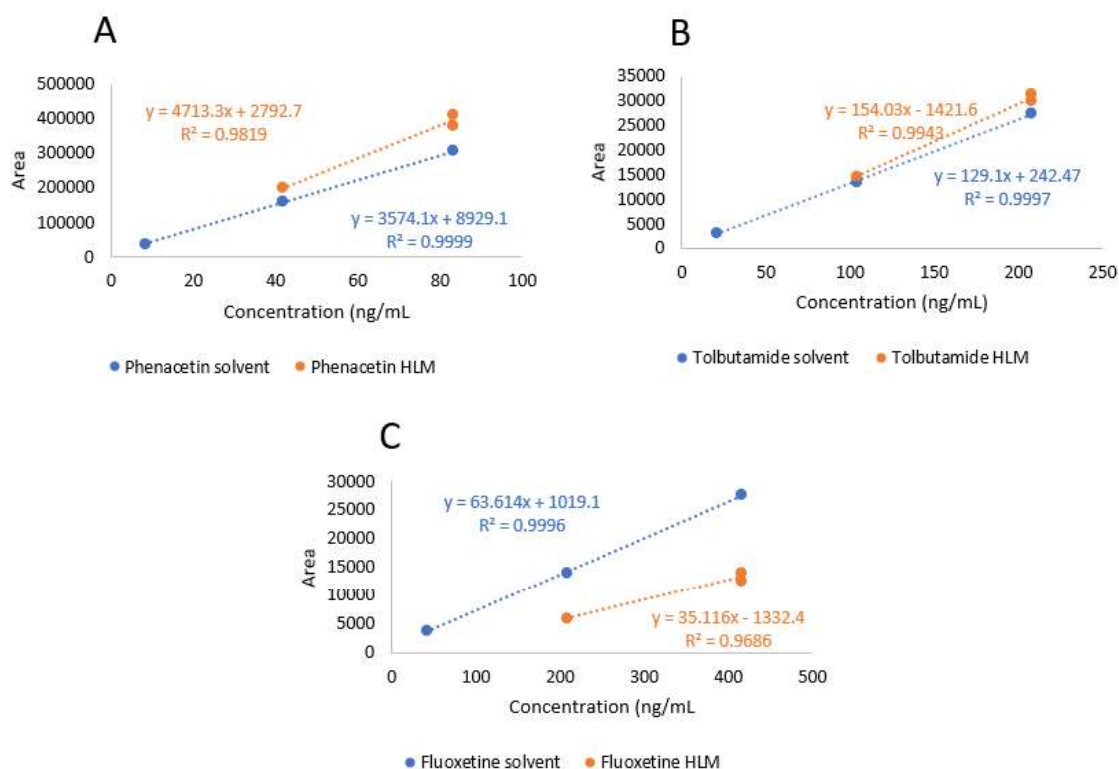 A
500000
400000
300000
200000
100000
0
Area
y = 4713.3x + 2792.7
R² = 0.9819
y = 3574.1x + 8929.1
R² = 0.9999
0 20 40 60 80 100
Concentration (ng/mL
Phenacetin solvent Phenacetin HLM
B
35000
30000
25000
20000
15000
10000
5000
0
Area
y = 154.03x - 1421.6
R² = 0.9943
y = 129.1x + 242.47
R² = 0.9997
0 50 100 150 200 250
Concentration (ng/mL)
Tolbutamide solvent Tolbutamide HLM
C
30000
25000
20000
15000
10000
5000
0
Area
y = 63.614x + 1019.1
R² = 0.9996
y = 35.116x - 1332.4
R² = 0.9686
0 100 200 300 400 500
Concentration (ng/mL
Fluoxetine solvent Fluoxetine HLM